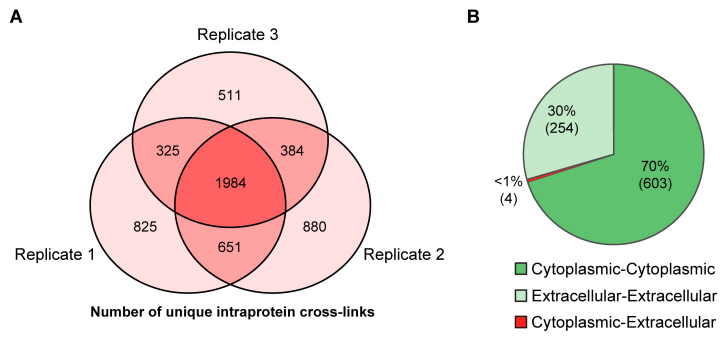 A
Replicate 3
511
325
384
1984
825
651
880
Replicate 1
Replicate 2
Number of unique intraprotein cross-links
B
30%
(254)
70%
(603)
<1%
(4)
Cytoplasmic-Cytoplasmic
Extracellular-Extracellular
Cytoplasmic-Extracellular